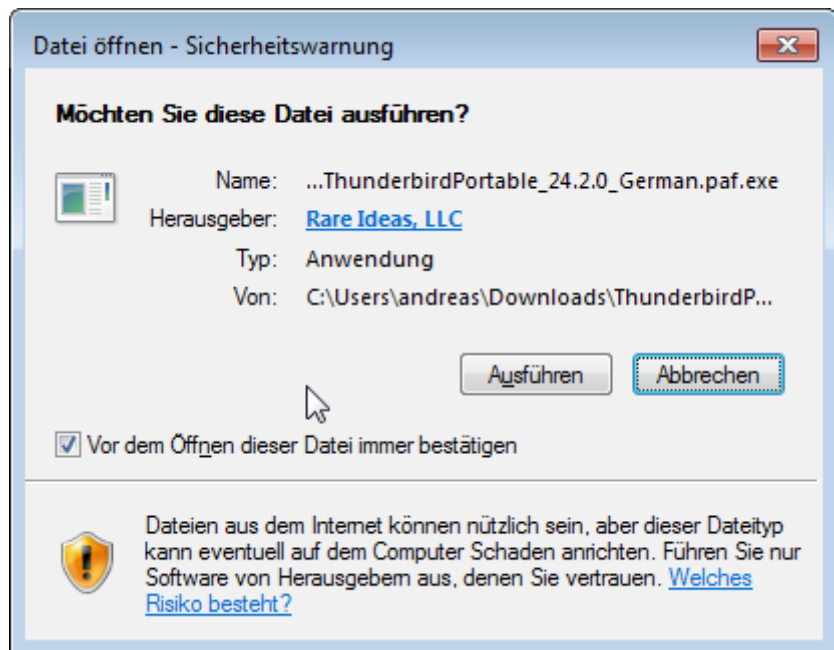 Datei öffnen - Sicherheitswarnung
Möchten Sie diese Datei ausführen?
Name: ...ThunderbirdPortable_24.2.0_German.paf.exe
Herausgeber: Rare Ideas, LLC
Typ: Anwendung
Von: C:\Users\andreas\Downloads\ThunderbirdP...
Ausführen Abbrechen
Vor dem Öffnen dieser Datei immer bestätigen
Dateien aus dem Internet können nützlich sein, aber dieser Dateityp
kann eventuell auf dem Computer Schaden anrichten. Führen Sie nur
Software von Herausgebern aus, denen Sie vertrauen. Welches
Risiko besteht?